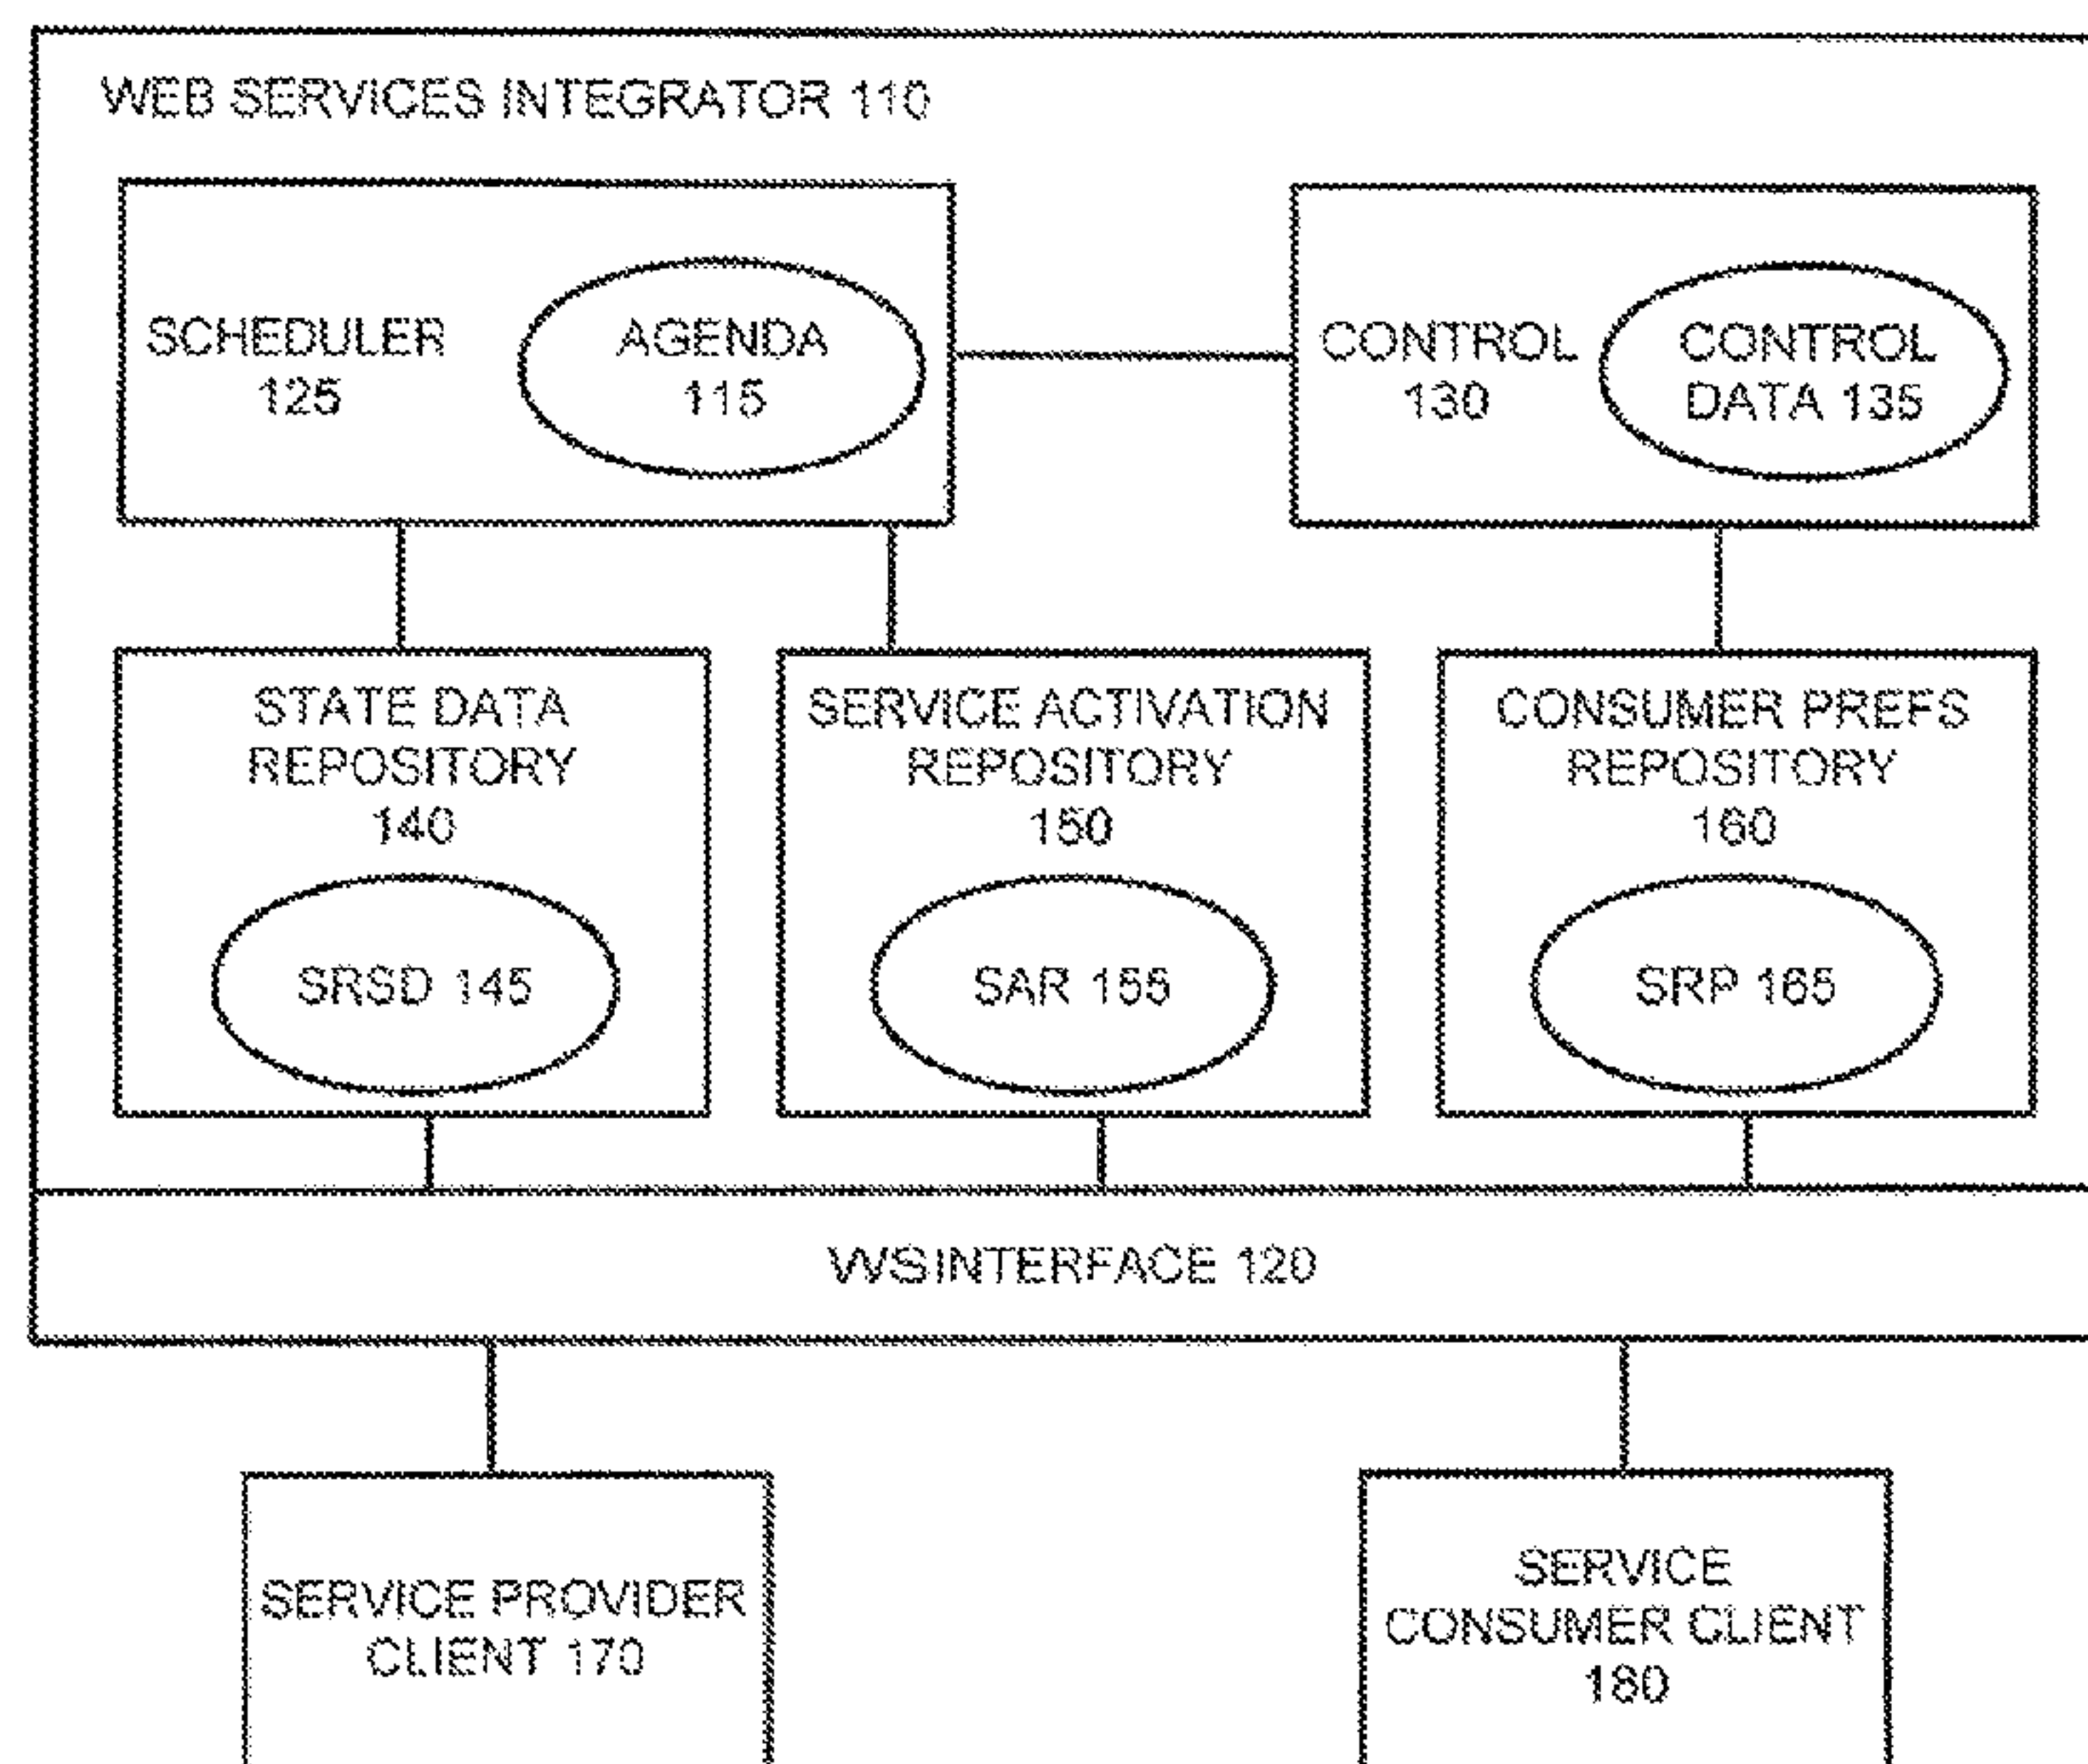 WEB SERVICES INTEGRATOR 110
SCHEDULER
125
AGENDA
115
CONTROL
130
CONTROL
DATA 135
STATE DATA
REPOSITORY
140
SRSD 145
SERVICE ACTIVATION
REPOSITORY
150
SAR 155
CONSUMER PREFS
REPOSITORY
160
SRP 165
WSINTERFACE 120
SERVICE PROVIDER
CLIENT 170
SERVICE
CONSUMER CLIENT
180